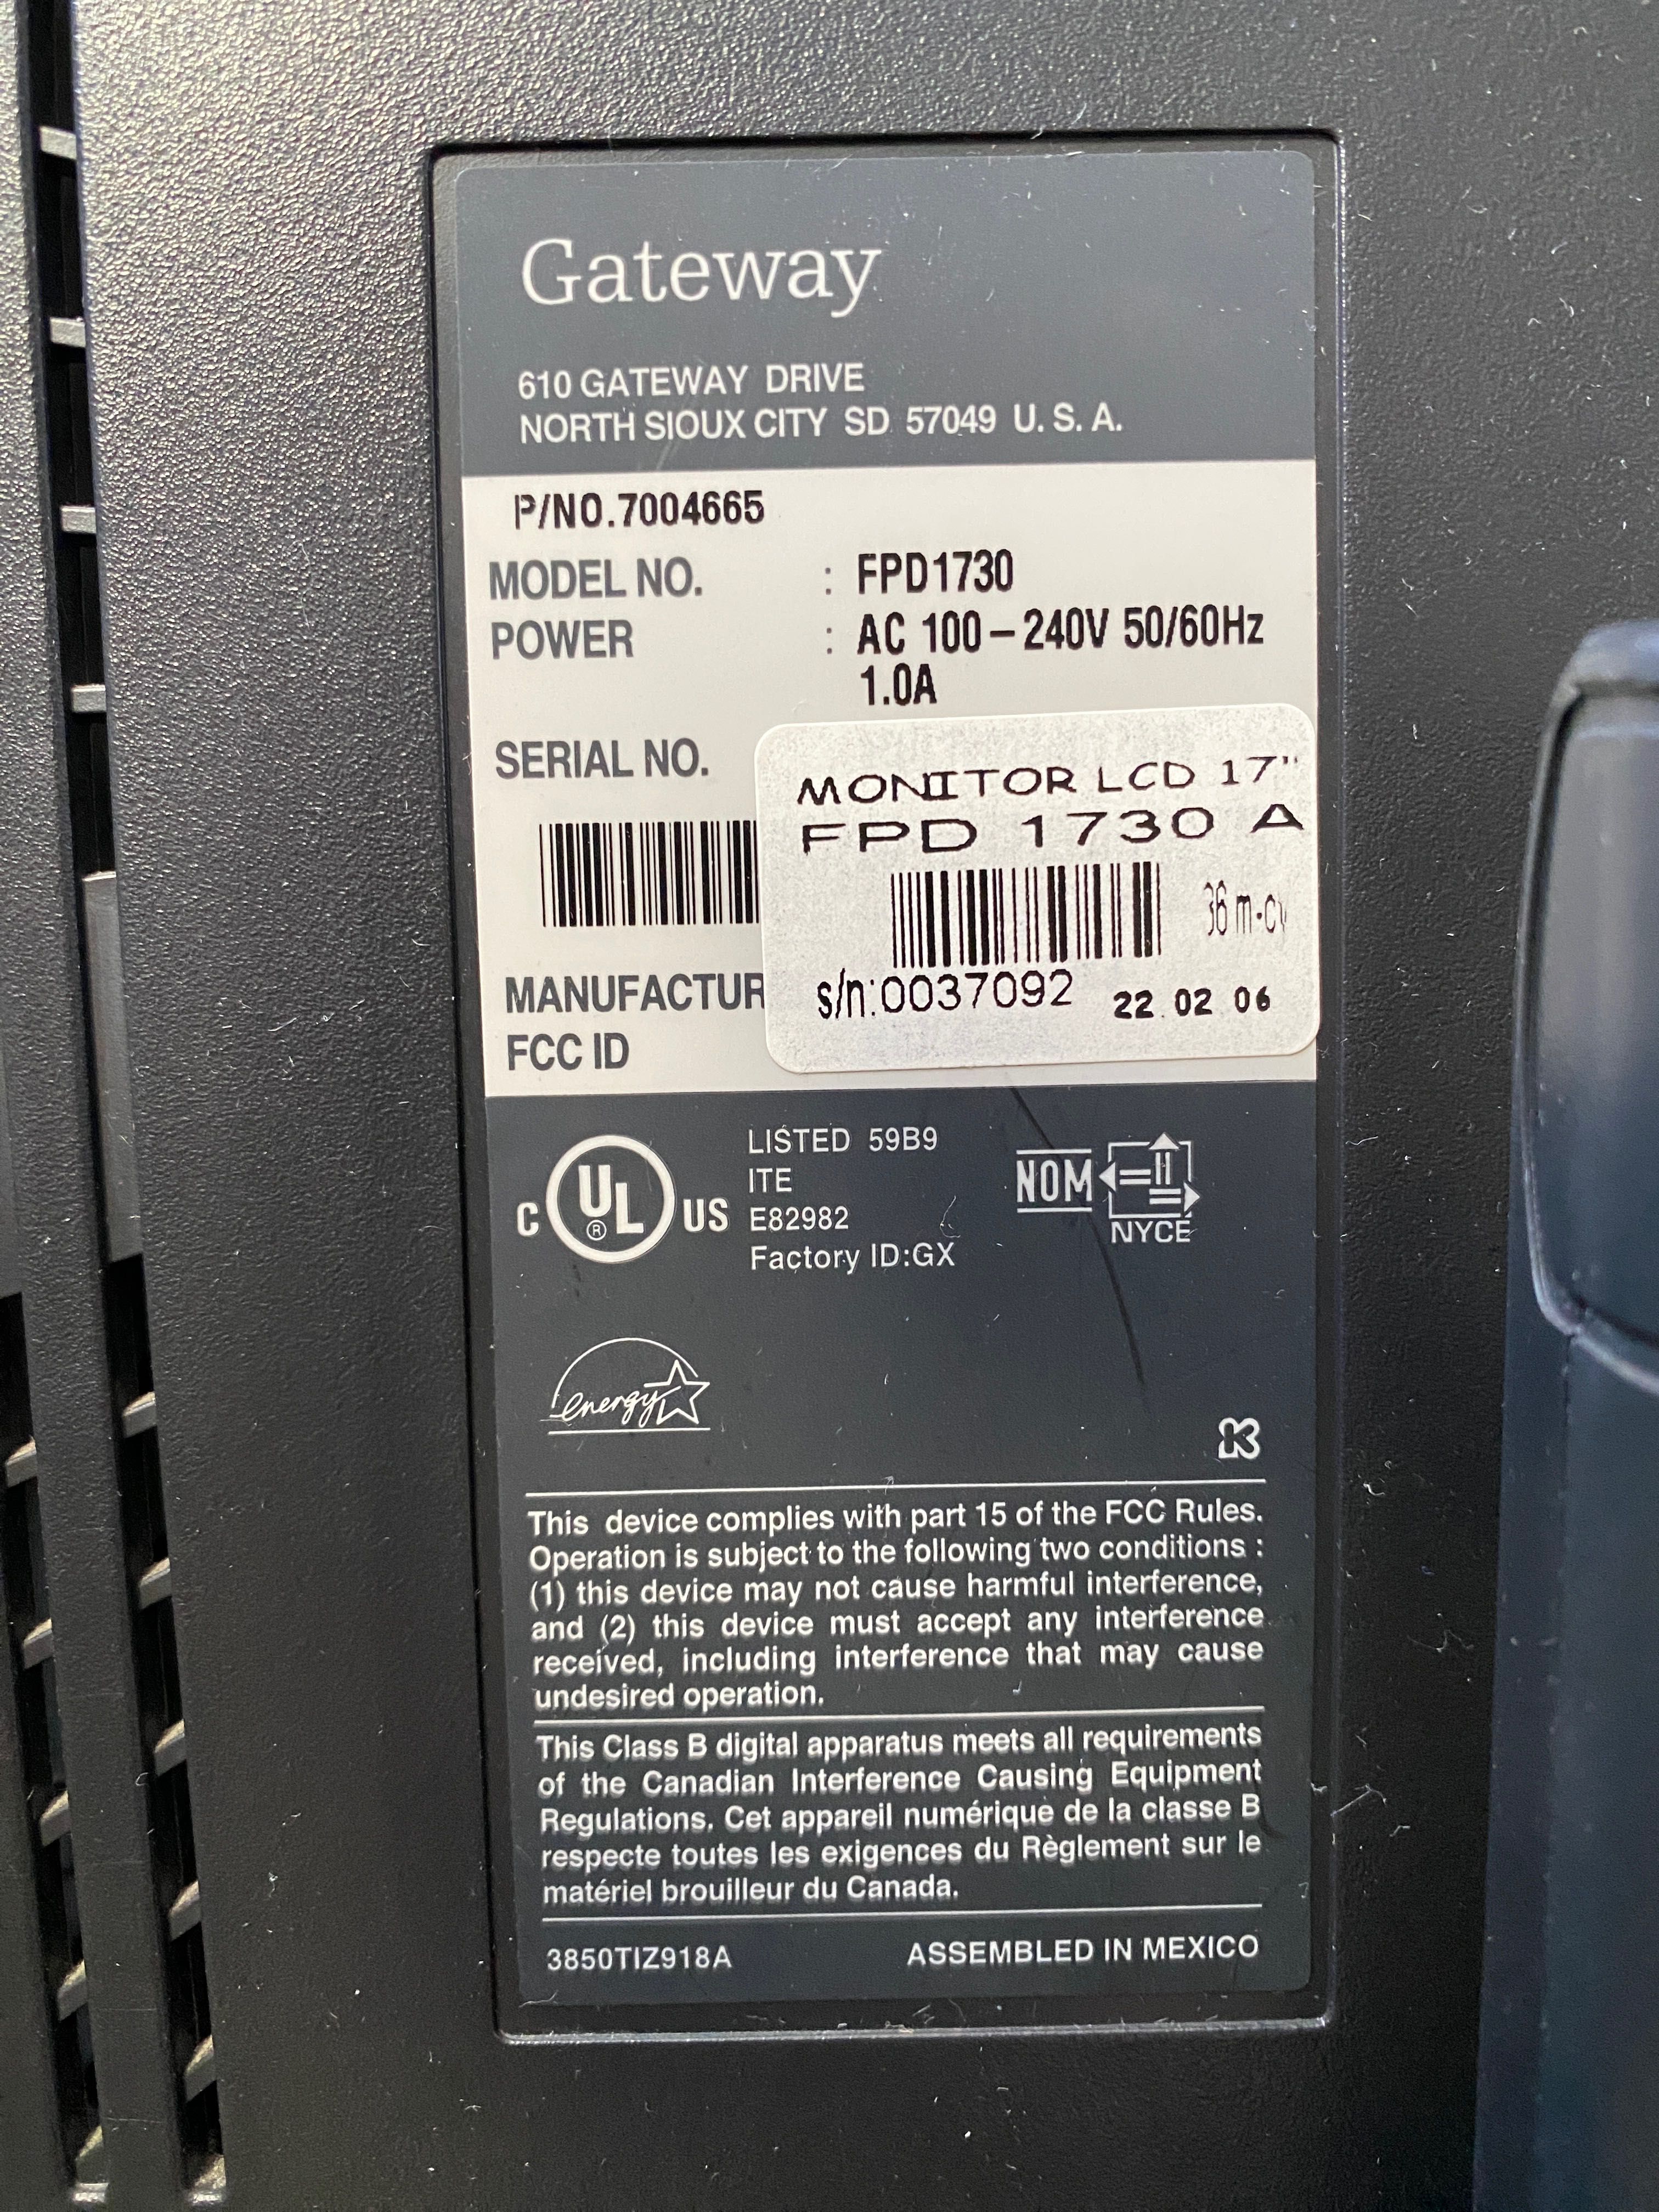 Gateway
610 GATEWAY DRIVE
NORTH SIOUX CITY SD 57049 U. S. A.
P/NO.7004665
MODEL NO. : FPD1730
POWER : AC 100 – 240V 50/60Hz
1.0A
SERIAL NO.
MONITOR LCD 17"
FPD 1730 A
36 m-
s/n:0037092 22 02 06
MANUFACTUR
FCC ID
C UL ® US
LISTED 59B9
ITE
E82982
Factory ID:GX
NOM
NYCE
energy
K
This device complies with part 15 of the FCC Rules.
Operation is subject to the following two conditions :
(1) this device may not cause harmful interference,
and (2) this device must accept any interference
received, including interference that may cause
undesired operation.
This Class B digital apparatus meets all requirements
of the Canadian Interference Causing Equipment
Regulations. Cet appareil numérique de la classe B
respecte toutes les exigences du Règlement sur le
matériel brouilleur du Canada.
3850TIZ918A ASSEMBLED IN MEXICO